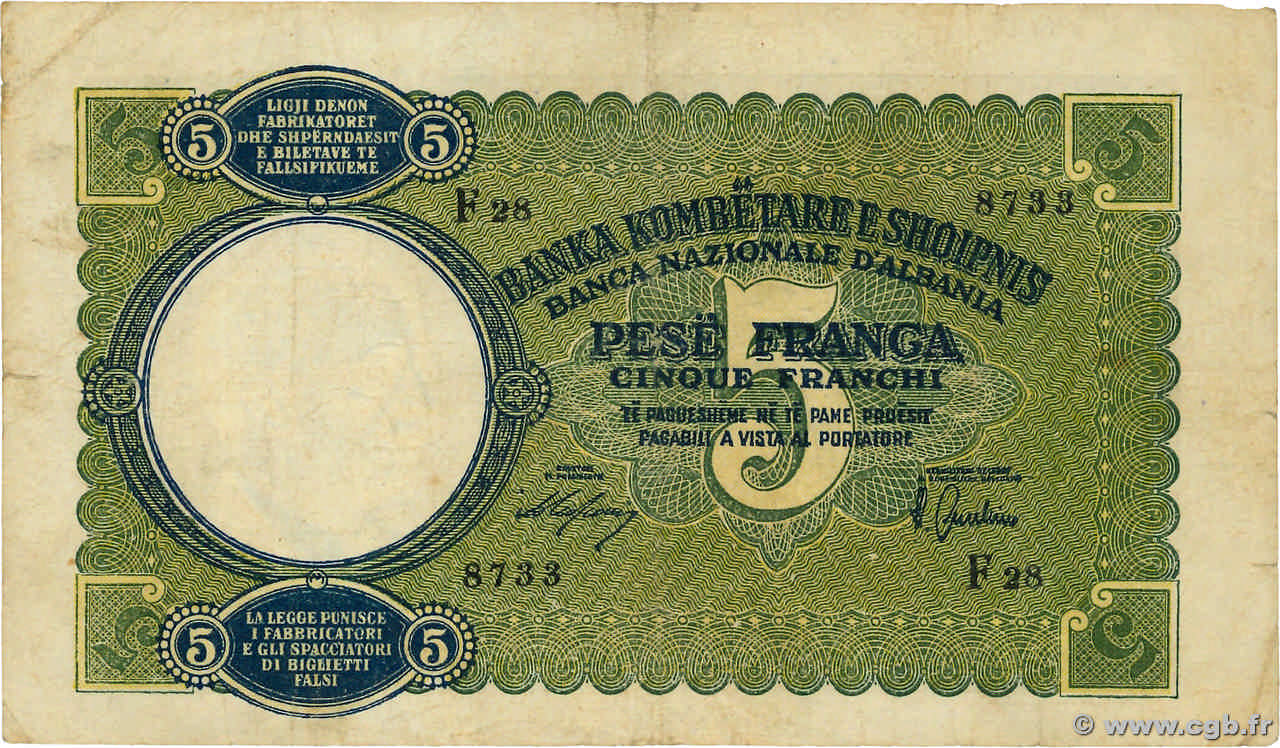 LIGJI DENON
FABRIKATORET
DHE SHPËRNDAESIT
E BILETAVE TE
FALLSIFIKUEME
5
5
5
5
F 28
8733
BANKA KOMBËTARE E SHQIPNIS
BANCA NAZIONALE D'ALBANIA
5
PESË FRANGA
CINQUE FRANCHI
TË PAGUESHEME NË TË PAME PRUESIT
PAGABILI A VISTA AL PORTATORE
8733
F 28
5
5
LA LEGGE PUNISCE
I FABBRICATORI
E GLI SPACCIATORI
DI BIGLIETTI
FALSI
5
5
© www.cgb.fr